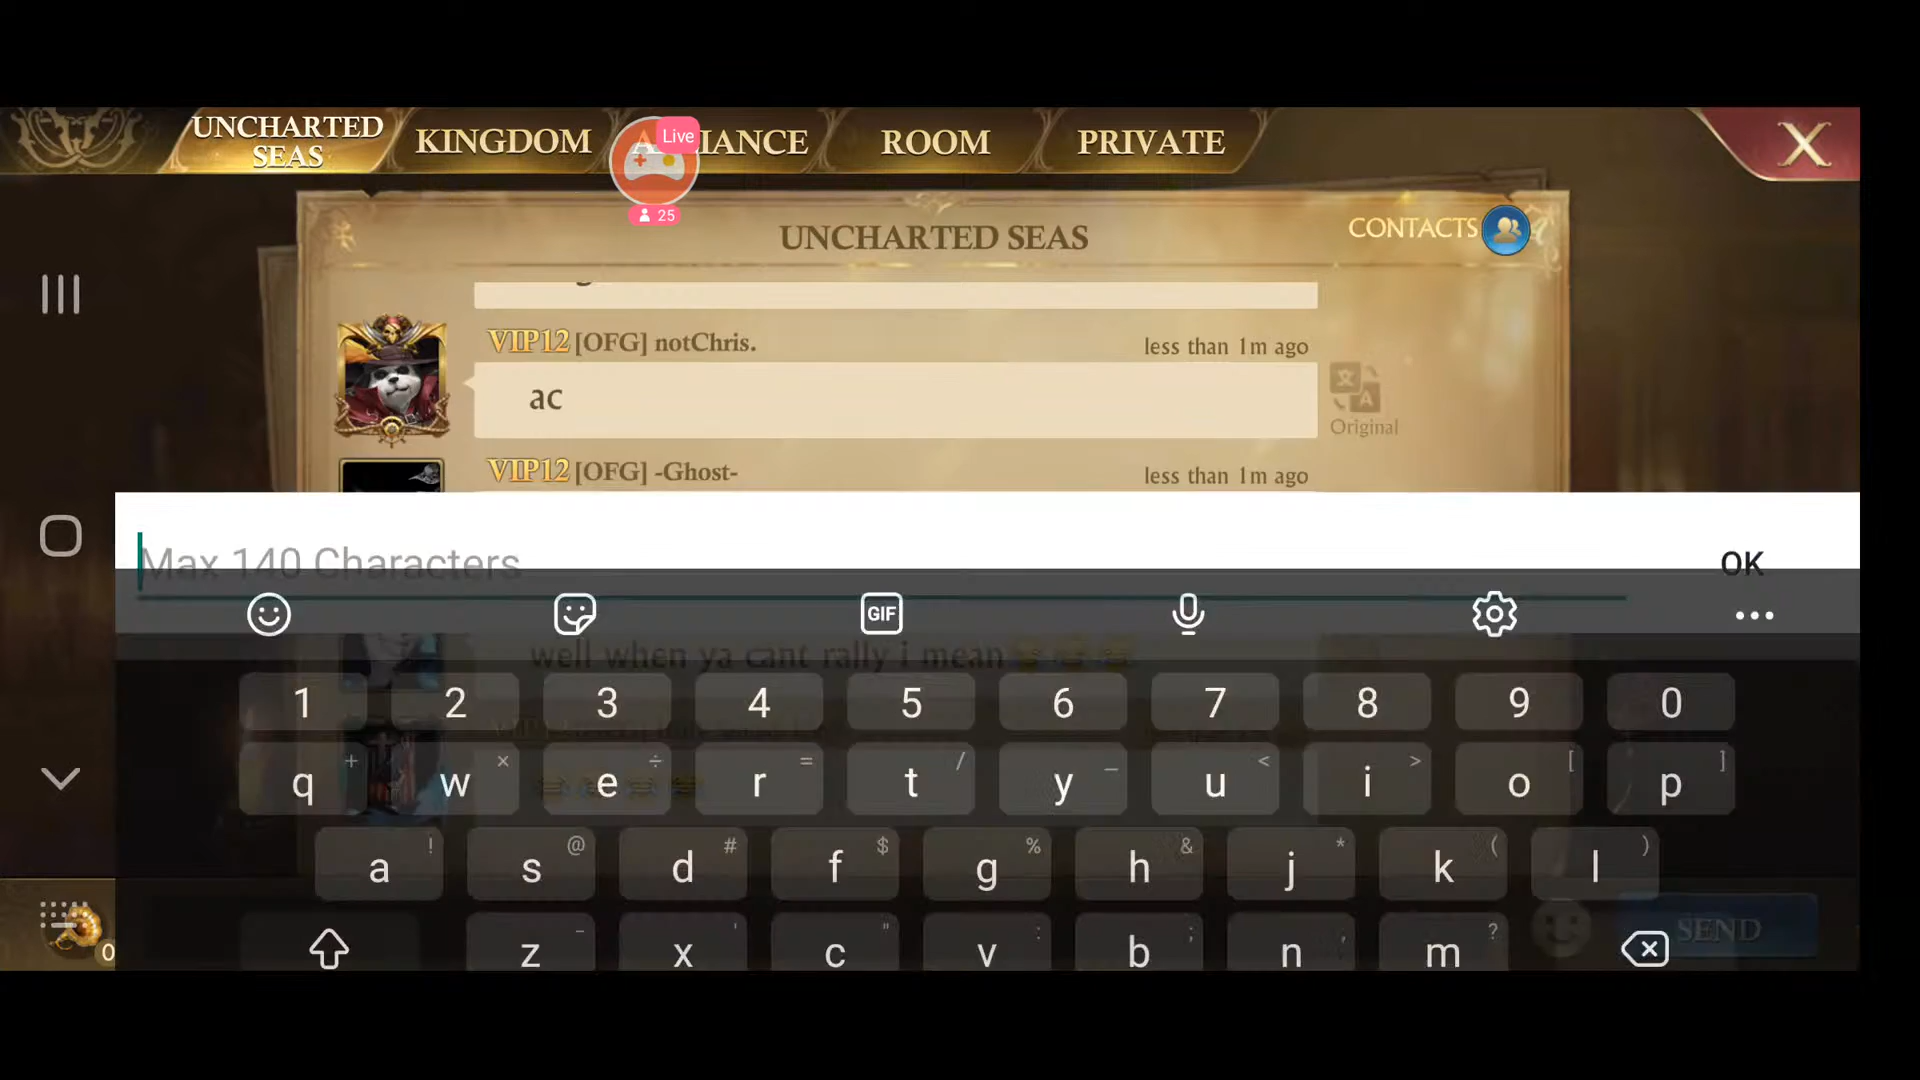 UNCHARTED
SEAS
KINGDOM
IANCE
ROOM
PRIVATE
X
Live
25
UNCHARTED SEAS
CONTACTS
VIP12 [OFG] notChris.
less than 1m ago
ac
Original
VIP12 [OFG] -Ghost-
less than 1m ago
Max 140 Characters
OK
GIF
well when ya cant rally i mean
1 2 3 4 5 6 7 8 9 0
q + w × e ÷ r = t / y _ u < i > o [ p ]
a ! s @ d # f $ g % h & j * k ( l )
z - x ' c " v : b ; n , m ?
0
SEND